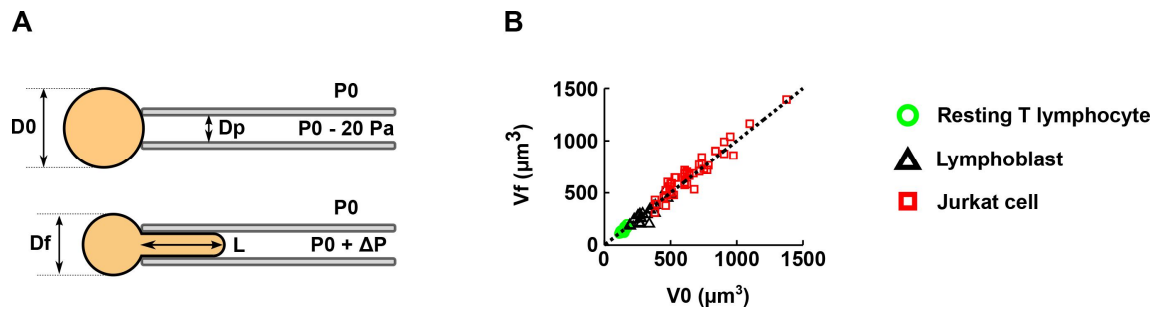 A
P0
D0
Dp
P0 - 20 Pa
P0
Df
L
P0 + ΔP
B
1500
1000
500
0
Vf (µm³)
0
500
1000
1500
V0 (µm³)
Resting T lymphocyte
Lymphoblast
Jurkat cell